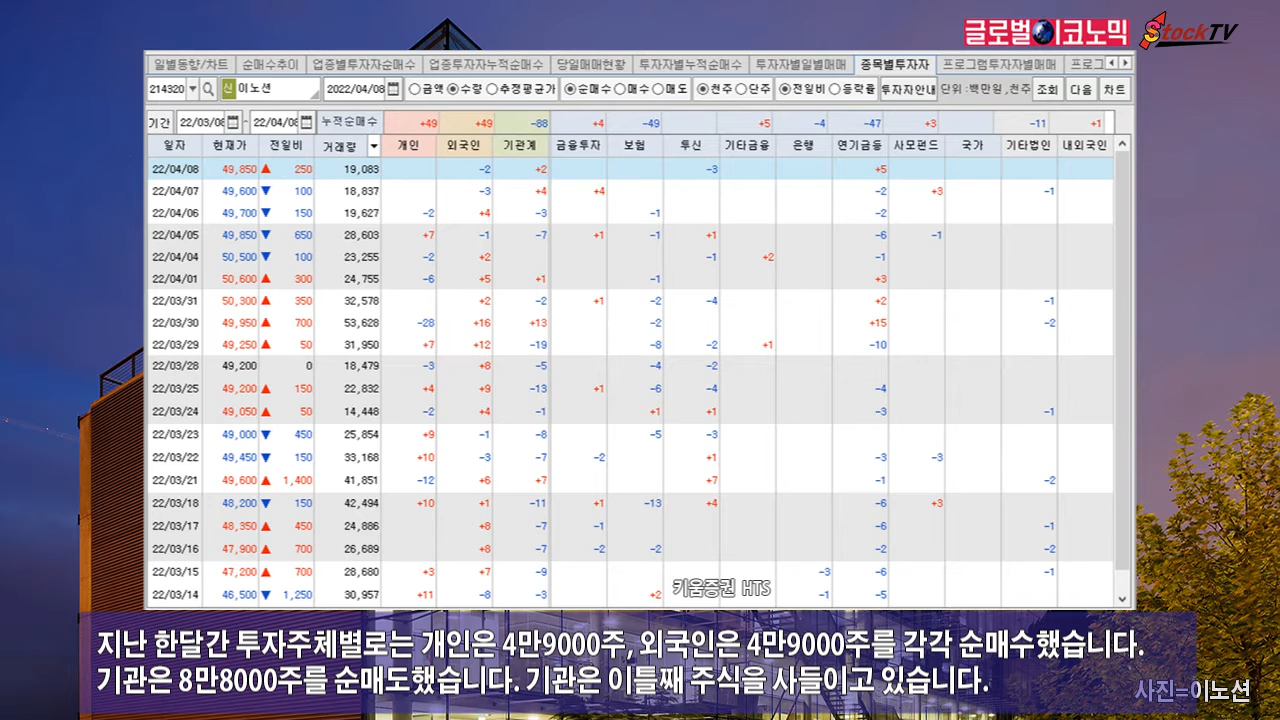 글로벌이코노믹 StockTV
일별동향/차트 순매수추이 업종별투자자순매수 업종투자자누적순매수 당일매매현황 투자자별누적순매수 투자자별일별매매 종목별투자자 프로그램투자자별매매 프로그
214320 신 이노션 2022/04/08 금액 수량 추정평균가 순매수 매수 매도 천주 단주 전일비 등락률 투자자안내 단위:백만원,천주 조회 다음 차트
기간 22/03/08 ~ 22/04/08 누적순매수 +49 +49 -88 +4 -49 +5 -4 -47 +3 -11 +1
일자 현재가 전일비 거래량 개인 외국인 기관계 금융투자 보험 투신 기타금융 은행 연기금등 사모펀드 국가 기타법인 내외국인
22/04/08 49,850 ▲ 250 19,083 -2 +2 -3 +5
22/04/07 49,600 ▼ 100 18,837 -3 +4 +4 -2 +3 -1
22/04/06 49,700 ▼ 150 19,627 -2 +4 -3 -1 -2
22/04/05 49,850 ▼ 650 28,603 +7 -1 -7 +1 -1 +1 -6 -1
22/04/04 50,500 ▼ 100 23,255 -2 +2 -1 +2 -1
22/04/01 50,600 ▲ 300 24,755 -6 +5 +1 -1 +3
22/03/31 50,300 ▲ 350 32,578 +2 -2 +1 -2 -4 +2 -1
22/03/30 49,950 ▲ 700 53,628 -28 +16 +13 -2 +15 -2
22/03/29 49,250 ▲ 50 31,950 +7 +12 -19 -8 -2 +1 -10
22/03/28 49,200 0 18,479 -3 +8 -5 -4 -2
22/03/25 49,200 ▲ 150 22,832 +4 +9 -13 +1 -6 -4 -4
22/03/24 49,050 ▲ 50 14,448 -2 +4 -1 +1 +1 -3 -1
22/03/23 49,000 ▼ 450 25,854 +9 -1 -8 -5 -3
22/03/22 49,450 ▼ 150 33,168 +10 -3 -7 -2 +1 -3 -3
22/03/21 49,600 ▲ 1,400 41,851 -12 +6 +7 +7 -1 -2
22/03/18 48,200 ▼ 150 42,494 +10 +1 -11 +1 -13 +4 -6 +3
22/03/17 48,350 ▲ 450 24,886 +8 -7 -1 -6 -1
22/03/16 47,900 ▲ 700 26,689 +8 -7 -2 -2 -2 -2
22/03/15 47,200 ▲ 700 28,680 +3 +7 -9 -3 -6 -1
22/03/14 46,500 ▼ 1,250 30,957 +11 -8 -3 +2 -1 -5
키움증권 HTS
지난 한달간 투자주체별로는 개인은 4만9000주, 외국인은 4만9000주를 각각 순매수했습니다.
기관은 8만8000주를 순매도했습니다. 기관은 이틀째 주식을 사들이고 있습니다.
사진=이노션